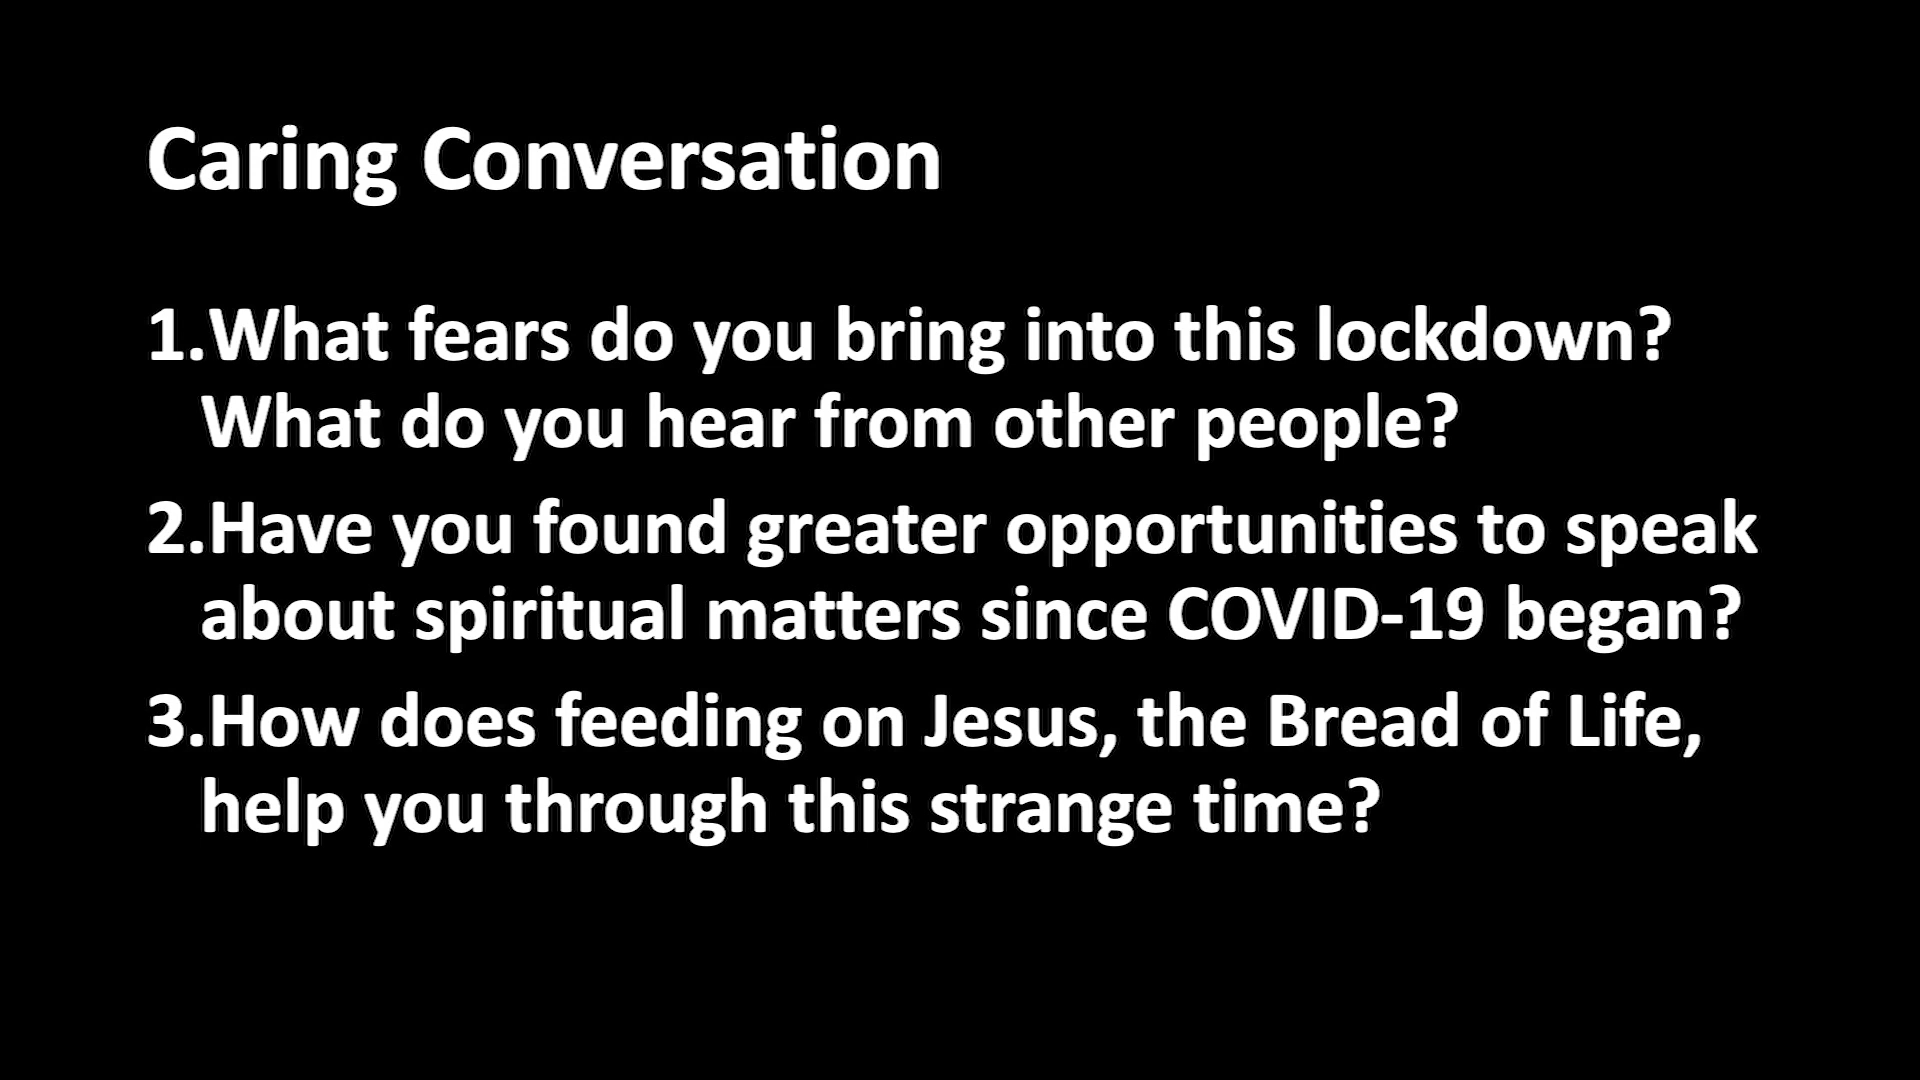 Caring Conversation
1.What fears do you bring into this lockdown?
What do you hear from other people?
2.Have you found greater opportunities to speak
about spiritual matters since COVID-19 began?
3.How does feeding on Jesus, the Bread of Life,
help you through this strange time?